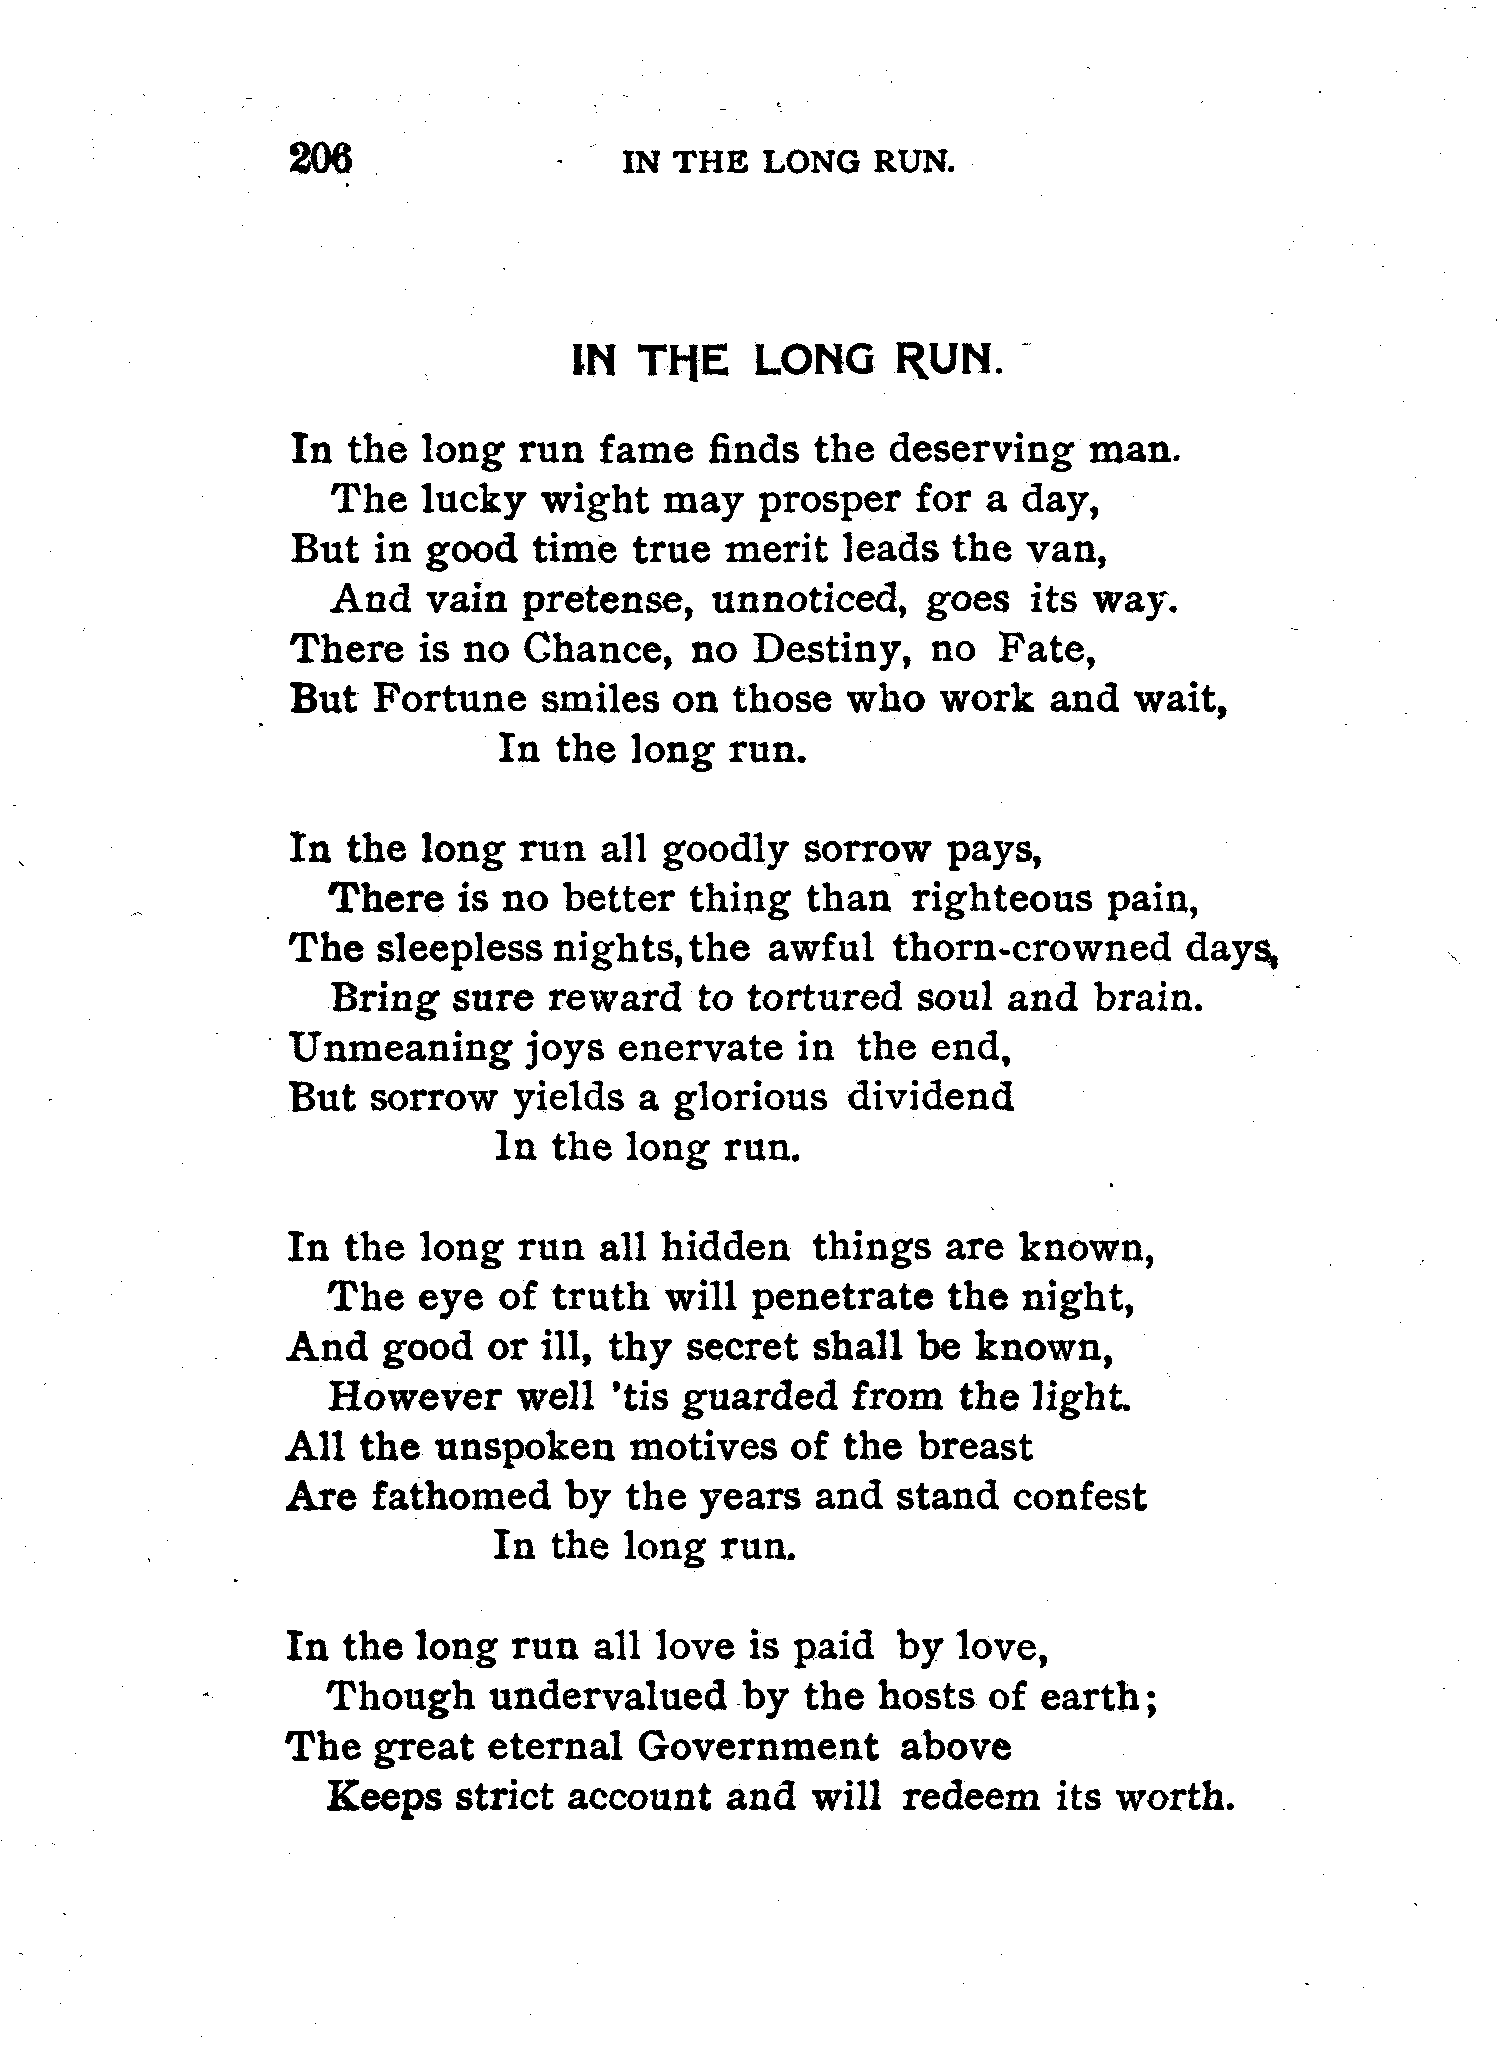 206 IN THE LONG RUN.
IN THE LONG RUN.
In the long run fame finds the deserving man.
The lucky wight may prosper for a day,
But in good time true merit leads the van,
And vain pretense, unnoticed, goes its way.
There is no Chance, no Destiny, no Fate,
But Fortune smiles on those who work and wait,
In the long run.
In the long run all goodly sorrow pays,
There is no better thing than righteous pain,
The sleepless nights, the awful thorn-crowned days,
Bring sure reward to tortured soul and brain.
Unmeaning joys enervate in the end,
But sorrow yields a glorious dividend
In the long run.
In the long run all hidden things are known,
The eye of truth will penetrate the night,
And good or ill, thy secret shall be known,
However well 'tis guarded from the light.
All the unspoken motives of the breast
Are fathomed by the years and stand confest
In the long run.
In the long run all love is paid by love,
Though undervalued by the hosts of earth;
The great eternal Government above
Keeps strict account and will redeem its worth.